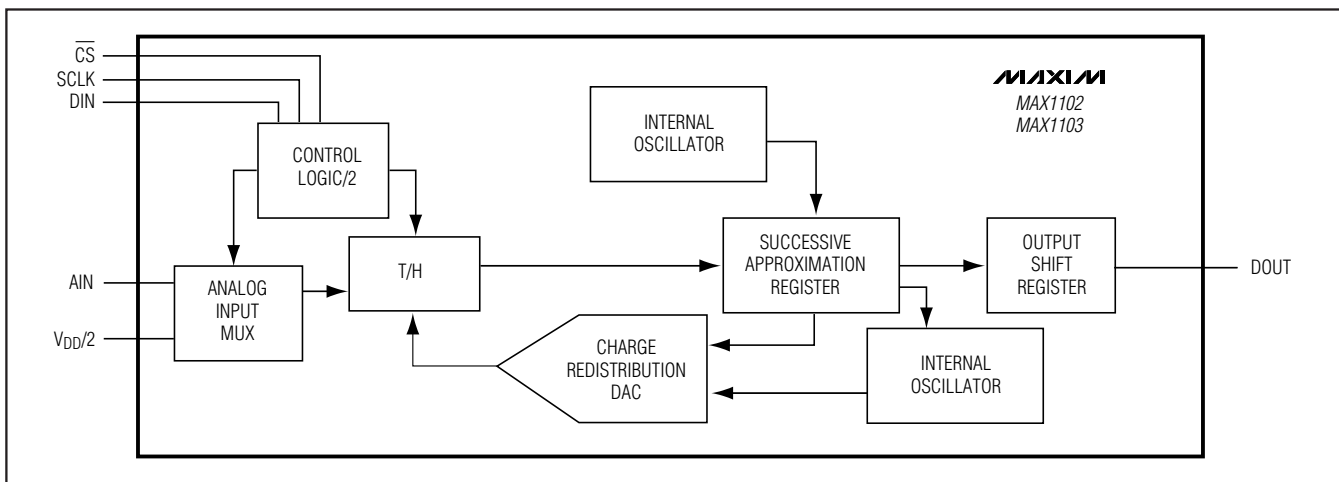 CS
SCLK
DIN
CONTROL
LOGIC/2
INTERNAL
OSCILLATOR
MAXIM
MAX1102
MAX1103
AIN
VDD/2
ANALOG
INPUT
MUX
T/H
SUCCESSIVE
APPROXIMATION
REGISTER
OUTPUT
SHIFT
REGISTER
DOUT
CHARGE
REDISTRIBUTION
DAC
INTERNAL
OSCILLATOR